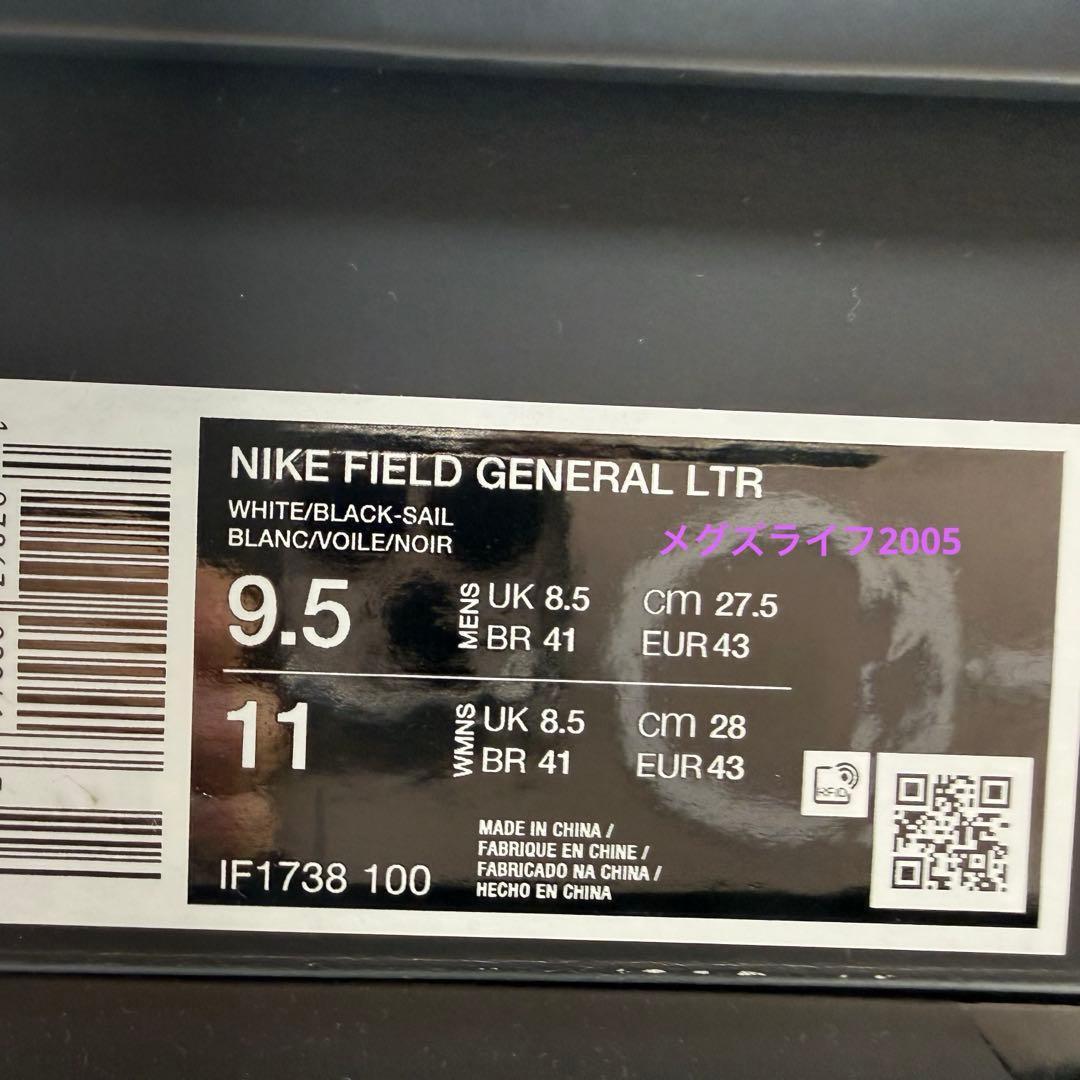 NIKE FIELD GENERAL LTR
WHITE/BLACK-SAIL
BLANC/VOILE/NOIR
メグズライフ2005
9.5
MENS
UK 8.5
cm 27.5
BR 41
EUR 43
11
WMNS
UK 8.5
cm 28
BR 41
EUR 43
RFID
IF1738 100
MADE IN CHINA /
FABRIQUE EN CHINE /
FABRICADO NA CHINA /
HECHO EN CHINA